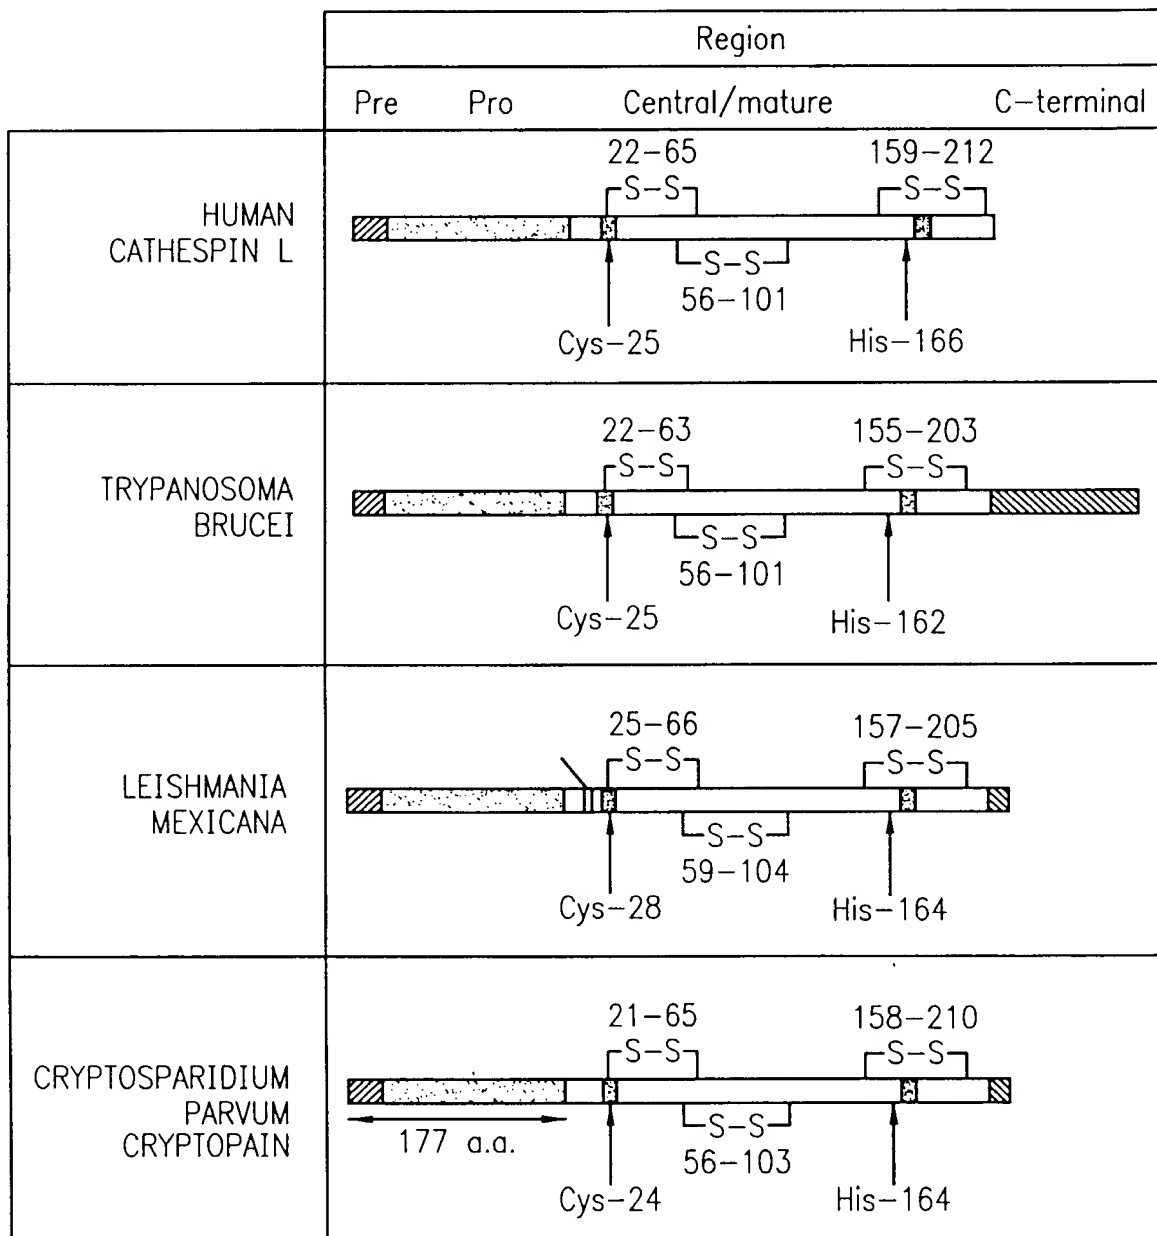 Region
Pre Pro Central/mature C-terminal
HUMAN
CATHESPIN L
22-65 159-212
S-S S-S
S-S
56-101
Cys-25 His-166
TRYPANOSOMA
BRUCEI
22-63 155-203
S-S S-S
S-S
56-101
Cys-25 His-162
LEISHMANIA
MEXICANA
25-66 157-205
S-S S-S
S-S
59-104
Cys-28 His-164
CRYPTOSPARIDIUM
PARVUM
CRYPTOPAIN
21-65 158-210
S-S S-S
177 a.a.
S-S
56-103
Cys-24 His-164